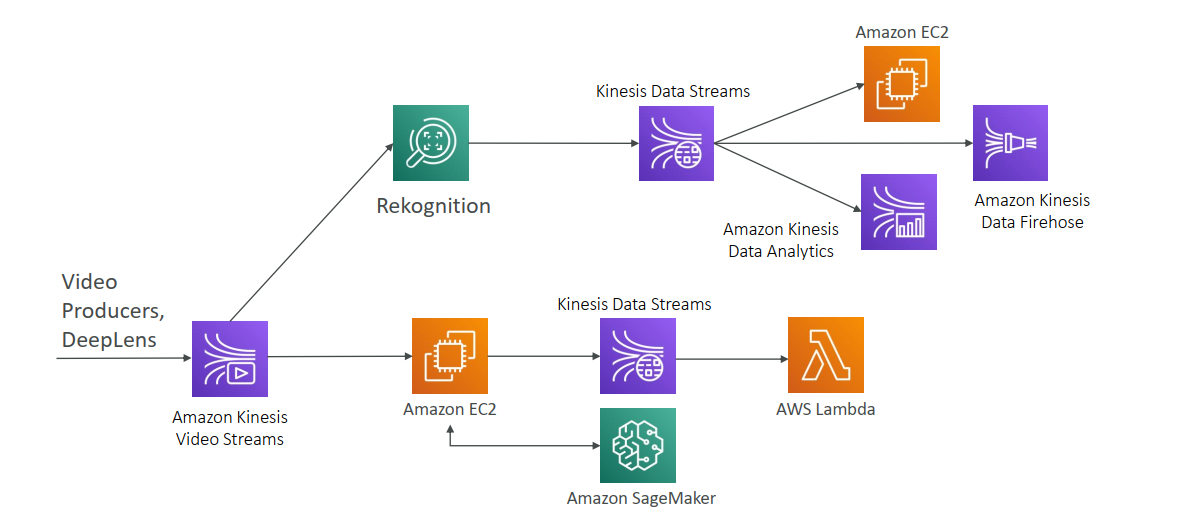 Amazon EC2
Kinesis Data Streams
Rekognition
Amazon Kinesis
Data Firehose
Amazon Kinesis
Data Analytics
Video
Producers,
DeepLens
Kinesis Data Streams
Amazon Kinesis
Video Streams
Amazon EC2
AWS Lambda
Amazon SageMaker